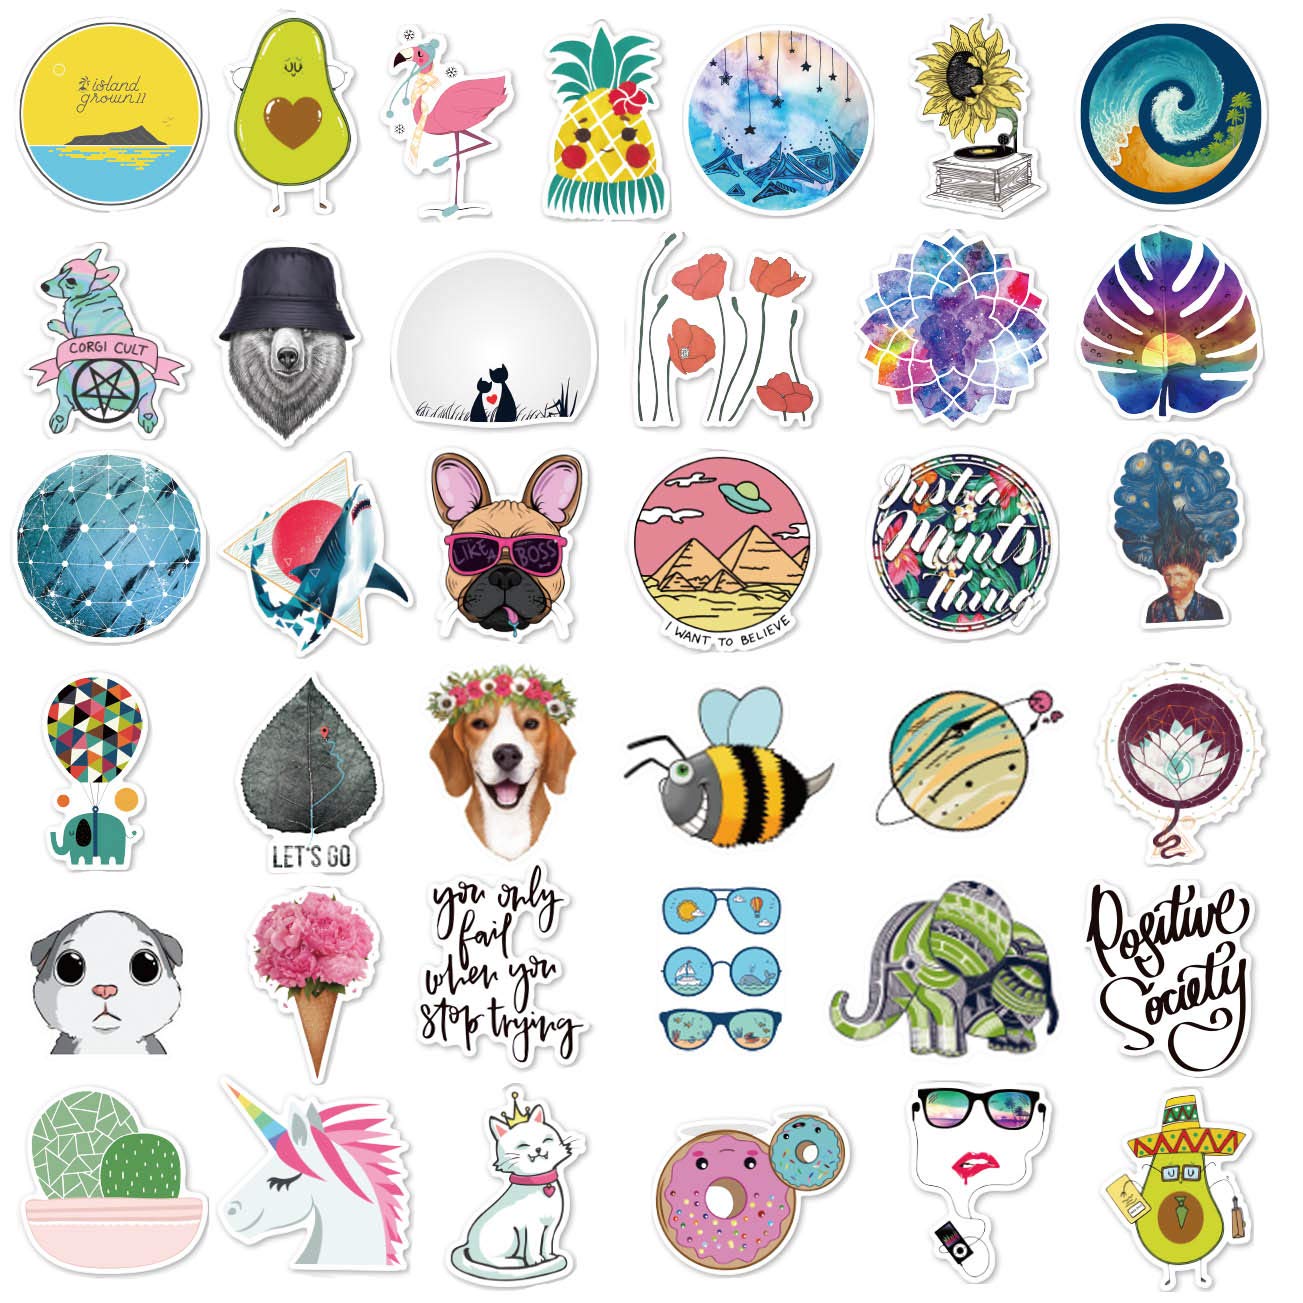 island
grown
CORGI CULT
LIKE A BOSS
I WANT TO BELIEVE
Just a
Mints
Thing
LET'S GO
you only
fail
when you
stop trying
Positive
Society